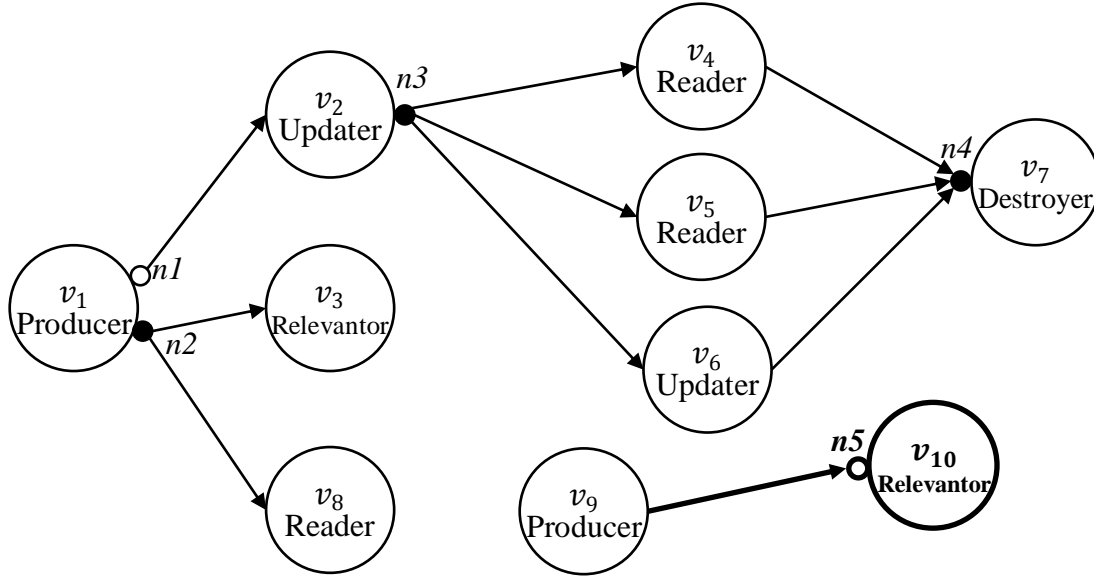 v₁
Producer
n1
n2
v₂
Updater
n3
v₃
Relevantor
v₈
Reader
v₄
Reader
v₅
Reader
v₆
Updater
n4
v₇
Destroyer
v₉
Producer
n5
v₁₀
Relevantor